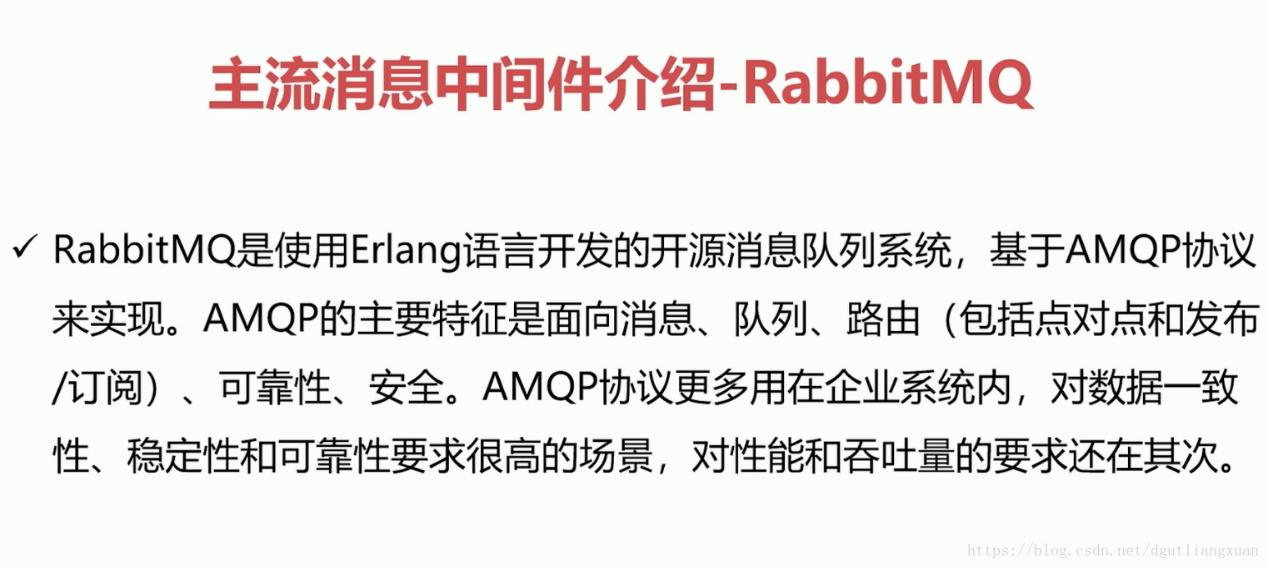 主流消息中间件介绍-RabbitMQ
✓ RabbitMQ是使用Erlang语言开发的开源消息队列系统，基于AMQP协议
来实现。AMQP的主要特征是面向消息、队列、路由（包括点对点和发布
/订阅）、可靠性、安全。AMQP协议更多用在企业系统内，对数据一致
性、稳定性和可靠性要求很高的场景，对性能和吞吐量的要求还在其次。
https://blog.csdn.net/dgutliangxuan